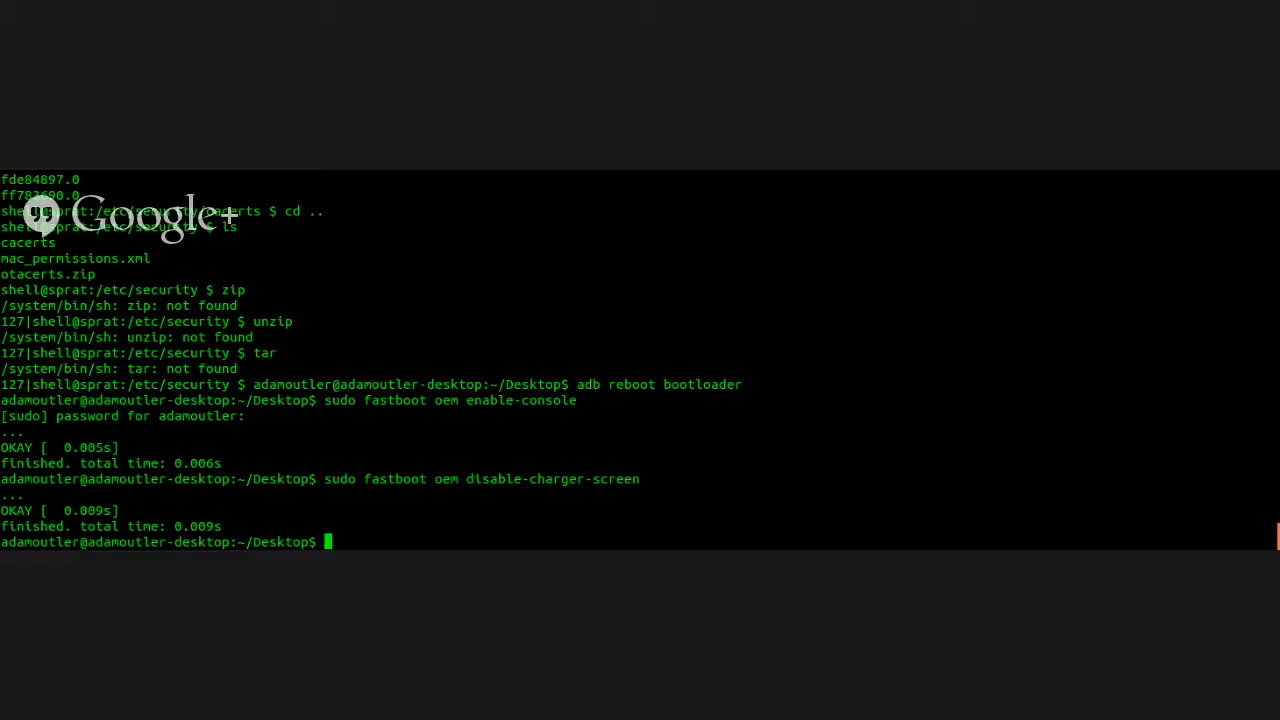 fde84897.0
ff783690.0
shell@sprat:/etc/security/cacerts $ cd ..
Google+
shell@sprat:/etc/security $ ls
cacerts
mac_permissions.xml
otacerts.zip
shell@sprat:/etc/security $ zip
/system/bin/sh: zip: not found
127|shell@sprat:/etc/security $ unzip
/system/bin/sh: unzip: not found
127|shell@sprat:/etc/security $ tar
/system/bin/sh: tar: not found
127|shell@sprat:/etc/security $ adamoutler@adamoutler-desktop:~/Desktop$ adb reboot bootloader
adamoutler@adamoutler-desktop:~/Desktop$ sudo fastboot oem enable-console
[sudo] password for adamoutler:
...
OKAY [  0.005s]
finished. total time: 0.006s
adamoutler@adamoutler-desktop:~/Desktop$ sudo fastboot oem disable-charger-screen
...
OKAY [  0.009s]
finished. total time: 0.009s
adamoutler@adamoutler-desktop:~/Desktop$